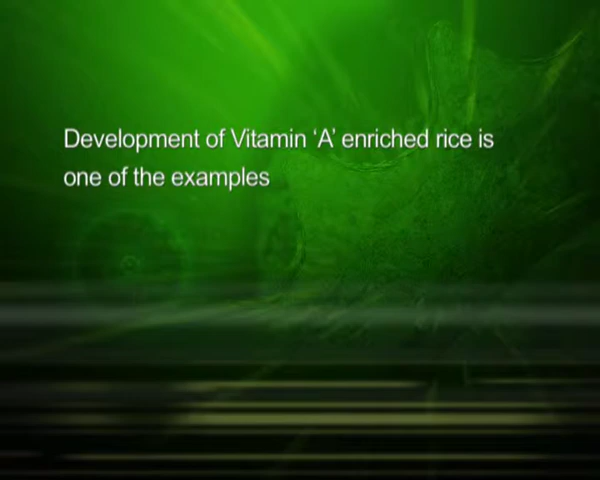 Development of Vitamin ‘A’ enriched rice is
one of the examples